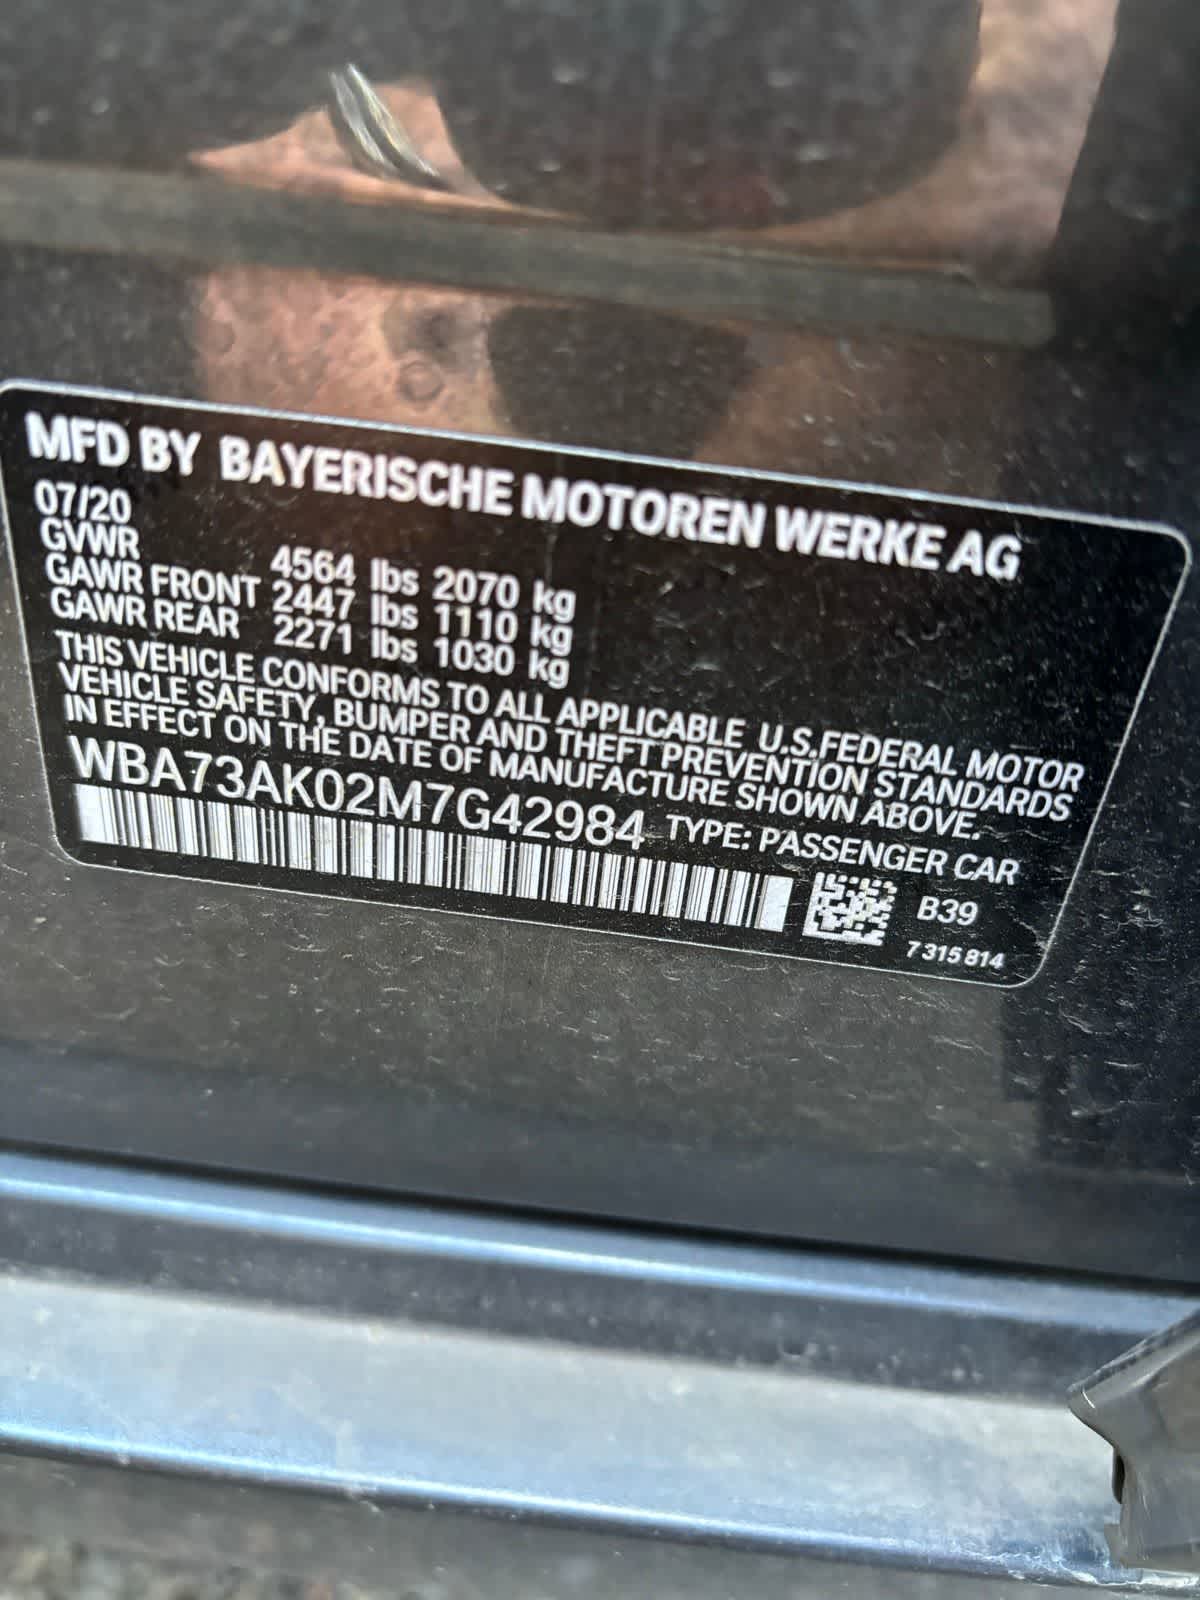 MFD BY BAYERISCHE MOTOREN WERKE AG
07/20
GVWR 4564 lbs 2070 kg
GAWR FRONT 2447 lbs 1110 kg
GAWR REAR 2271 lbs 1030 kg
THIS VEHICLE CONFORMS TO ALL APPLICABLE U.S.FEDERAL MOTOR
VEHICLE SAFETY, BUMPER AND THEFT PREVENTION STANDARDS
IN EFFECT ON THE DATE OF MANUFACTURE SHOWN ABOVE.
WBA73AK02M7G42984 TYPE: PASSENGER CAR
B39
7 315 814